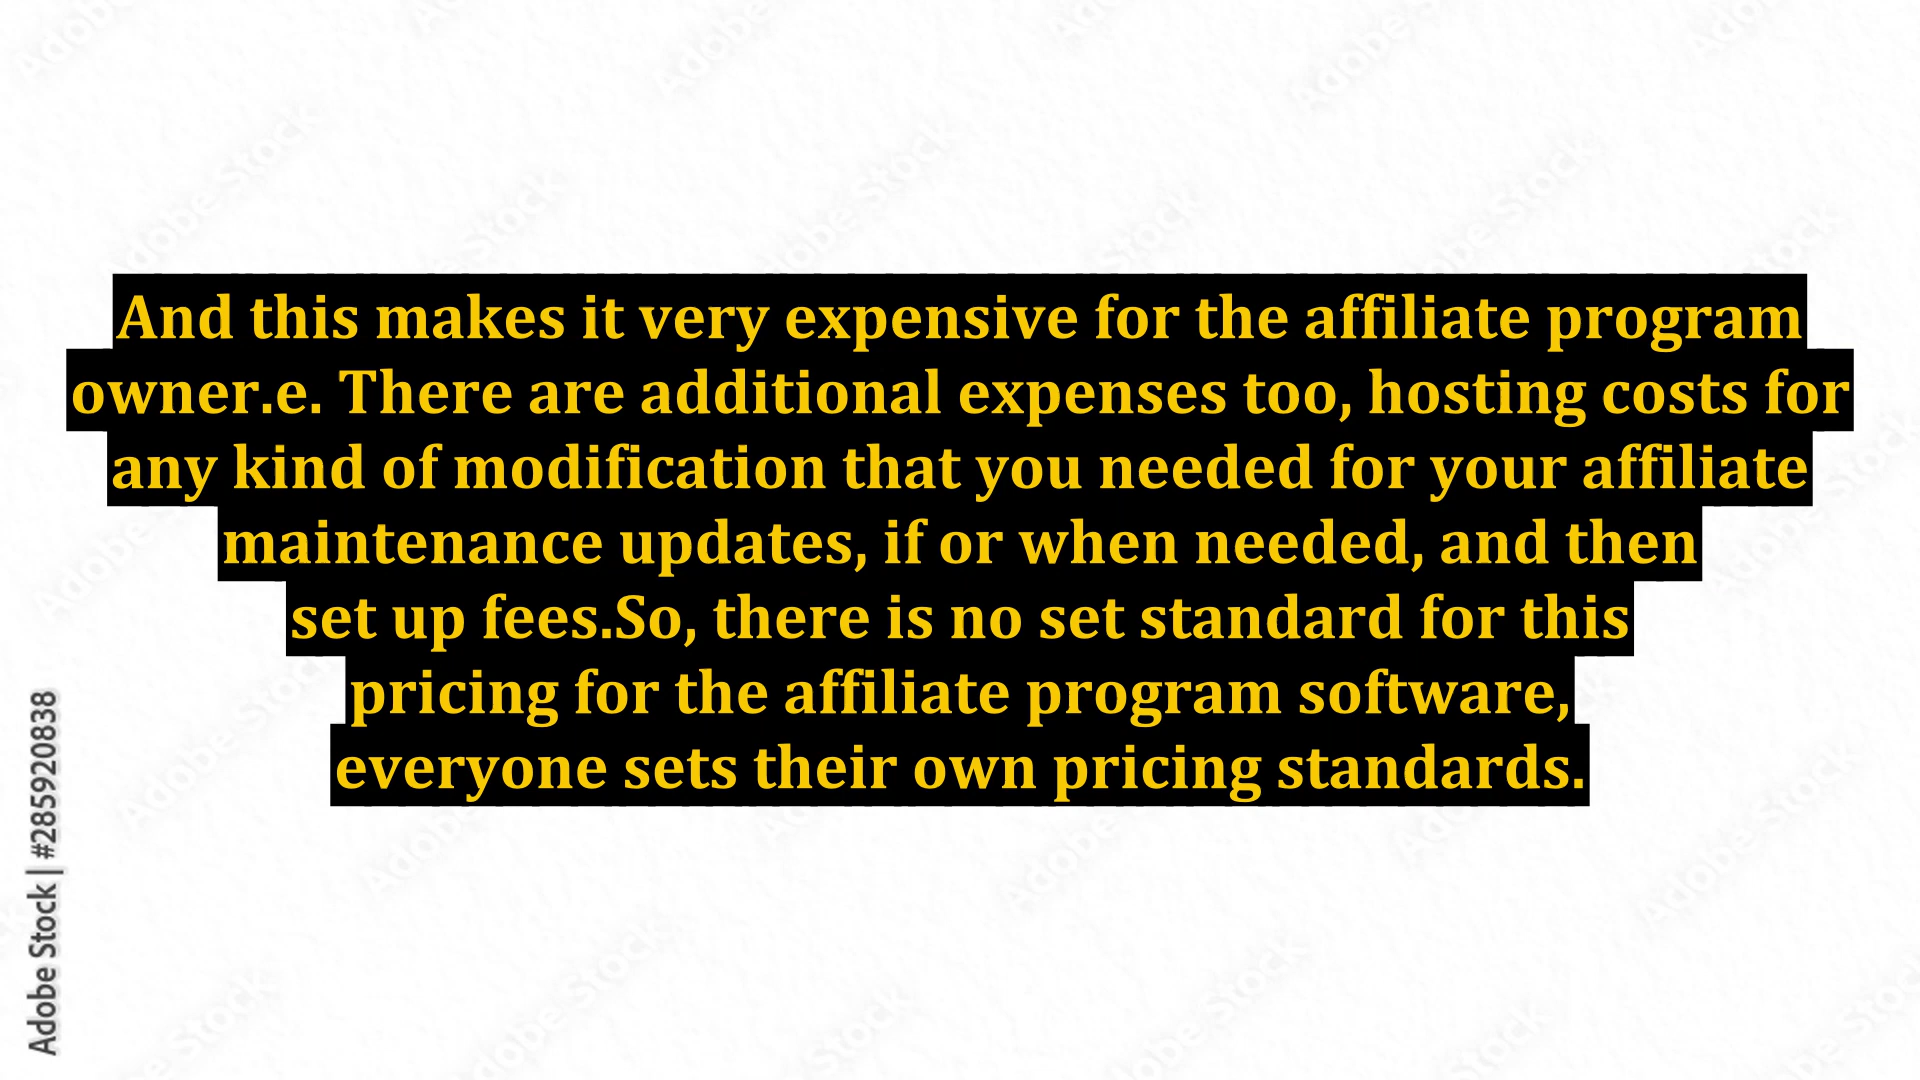 And this makes it very expensive for the affiliate program
owner.e. There are additional expenses too, hosting costs for
any kind of modification that you needed for your affiliate
maintenance updates, if or when needed, and then
set up fees.So, there is no set standard for this
pricing for the affiliate program software,
everyone sets their own pricing standards.
Adobe Stock | #285920838